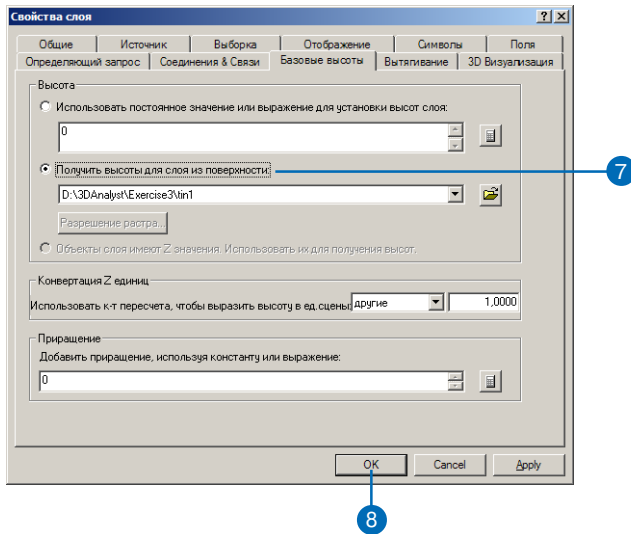 Свойства слоя
Общие Источник Выборка Отображение Символы Поля
Определяющий запрос Соединения & Связи Базовые высоты Вытягивание 3D Визуализация
Высота
Использовать постоянное значение или выражение для установки высот слоя:
0
Получить высоты для слоя из поверхности:
7
D:\3DAnalyst\Exercise3\tin1
Разрешение растра...
Объекты слоя имеют Z значения. Использовать их для получения высот.
Конвертация Z единиц
Использовать к-т пересчета, чтобы выразить высоту в ед.сцены: другие 1,0000
Приращение
Добавить приращение, используя константу или выражение:
0
OK Cancel Apply
8